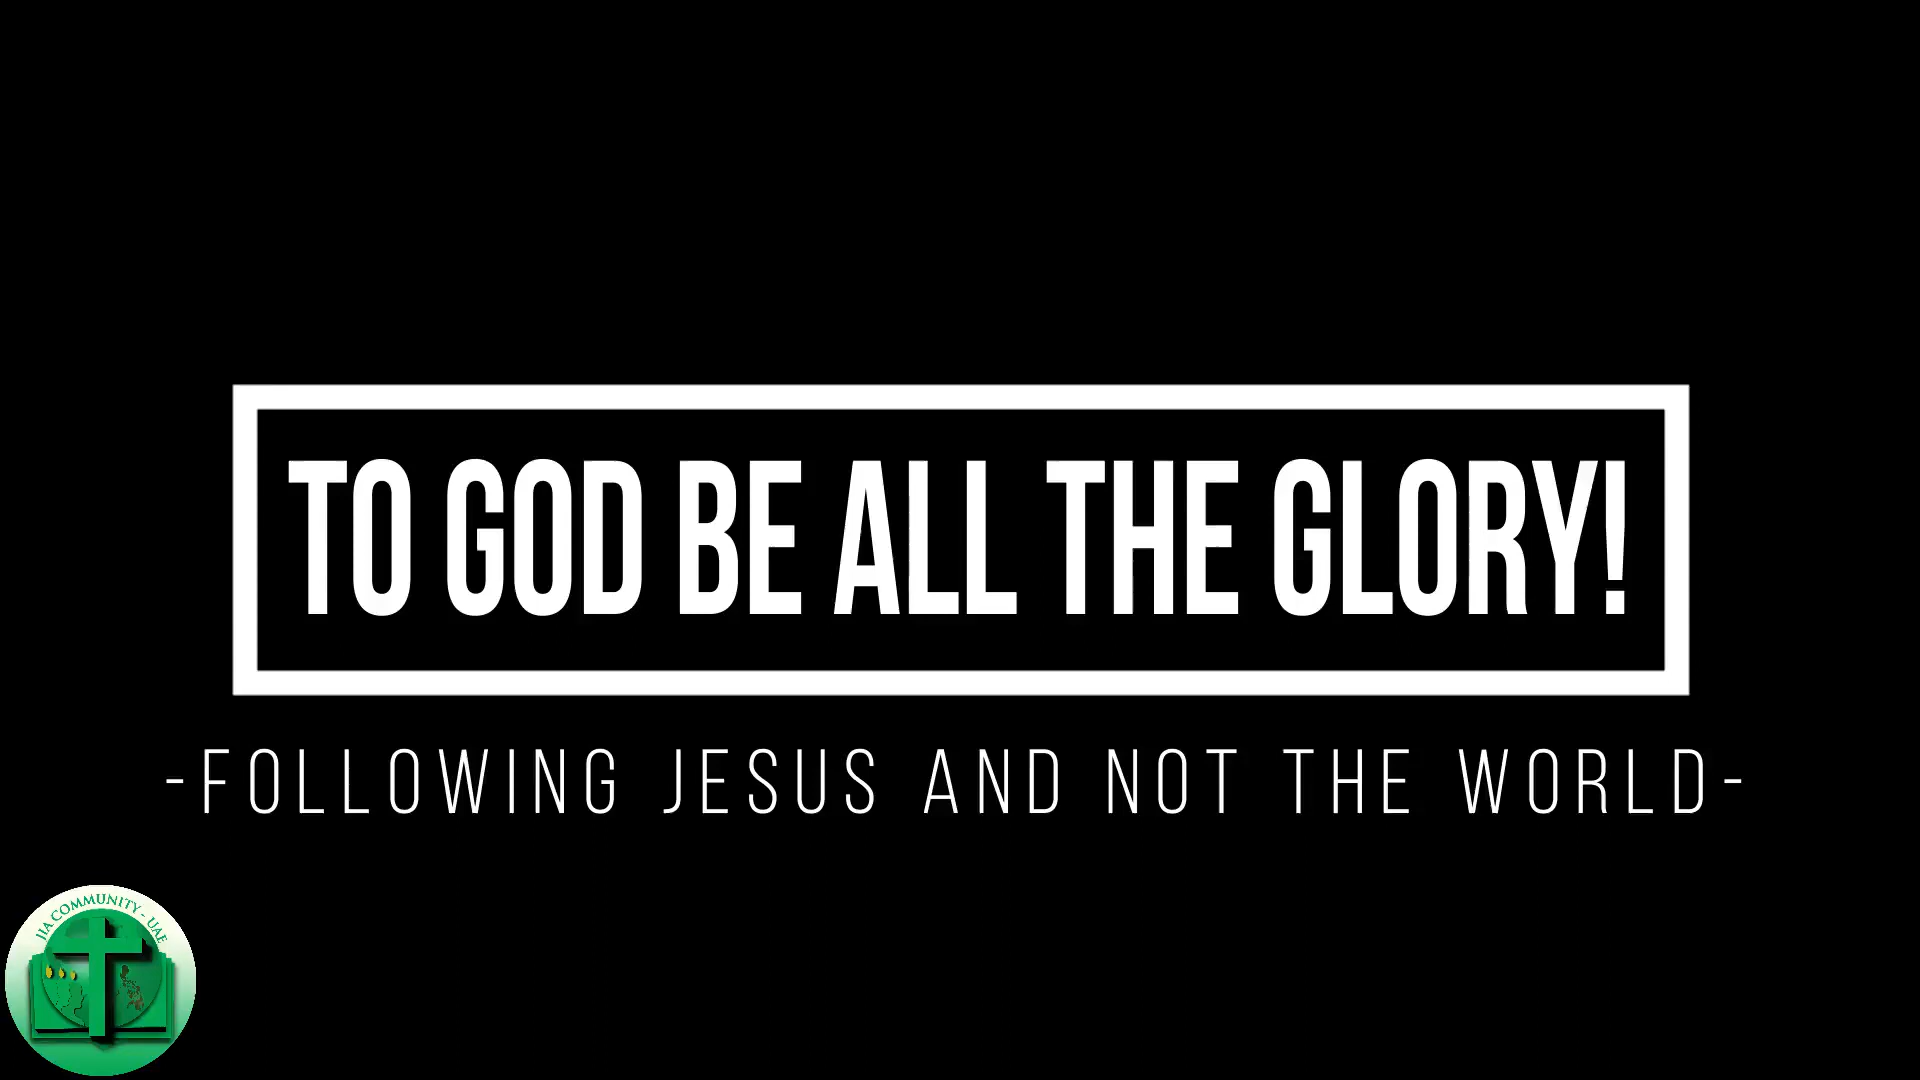 TO GOD BE ALL THE GLORY!
-FOLLOWING JESUS AND NOT THE WORLD-
JIA COMMUNITY - UAE